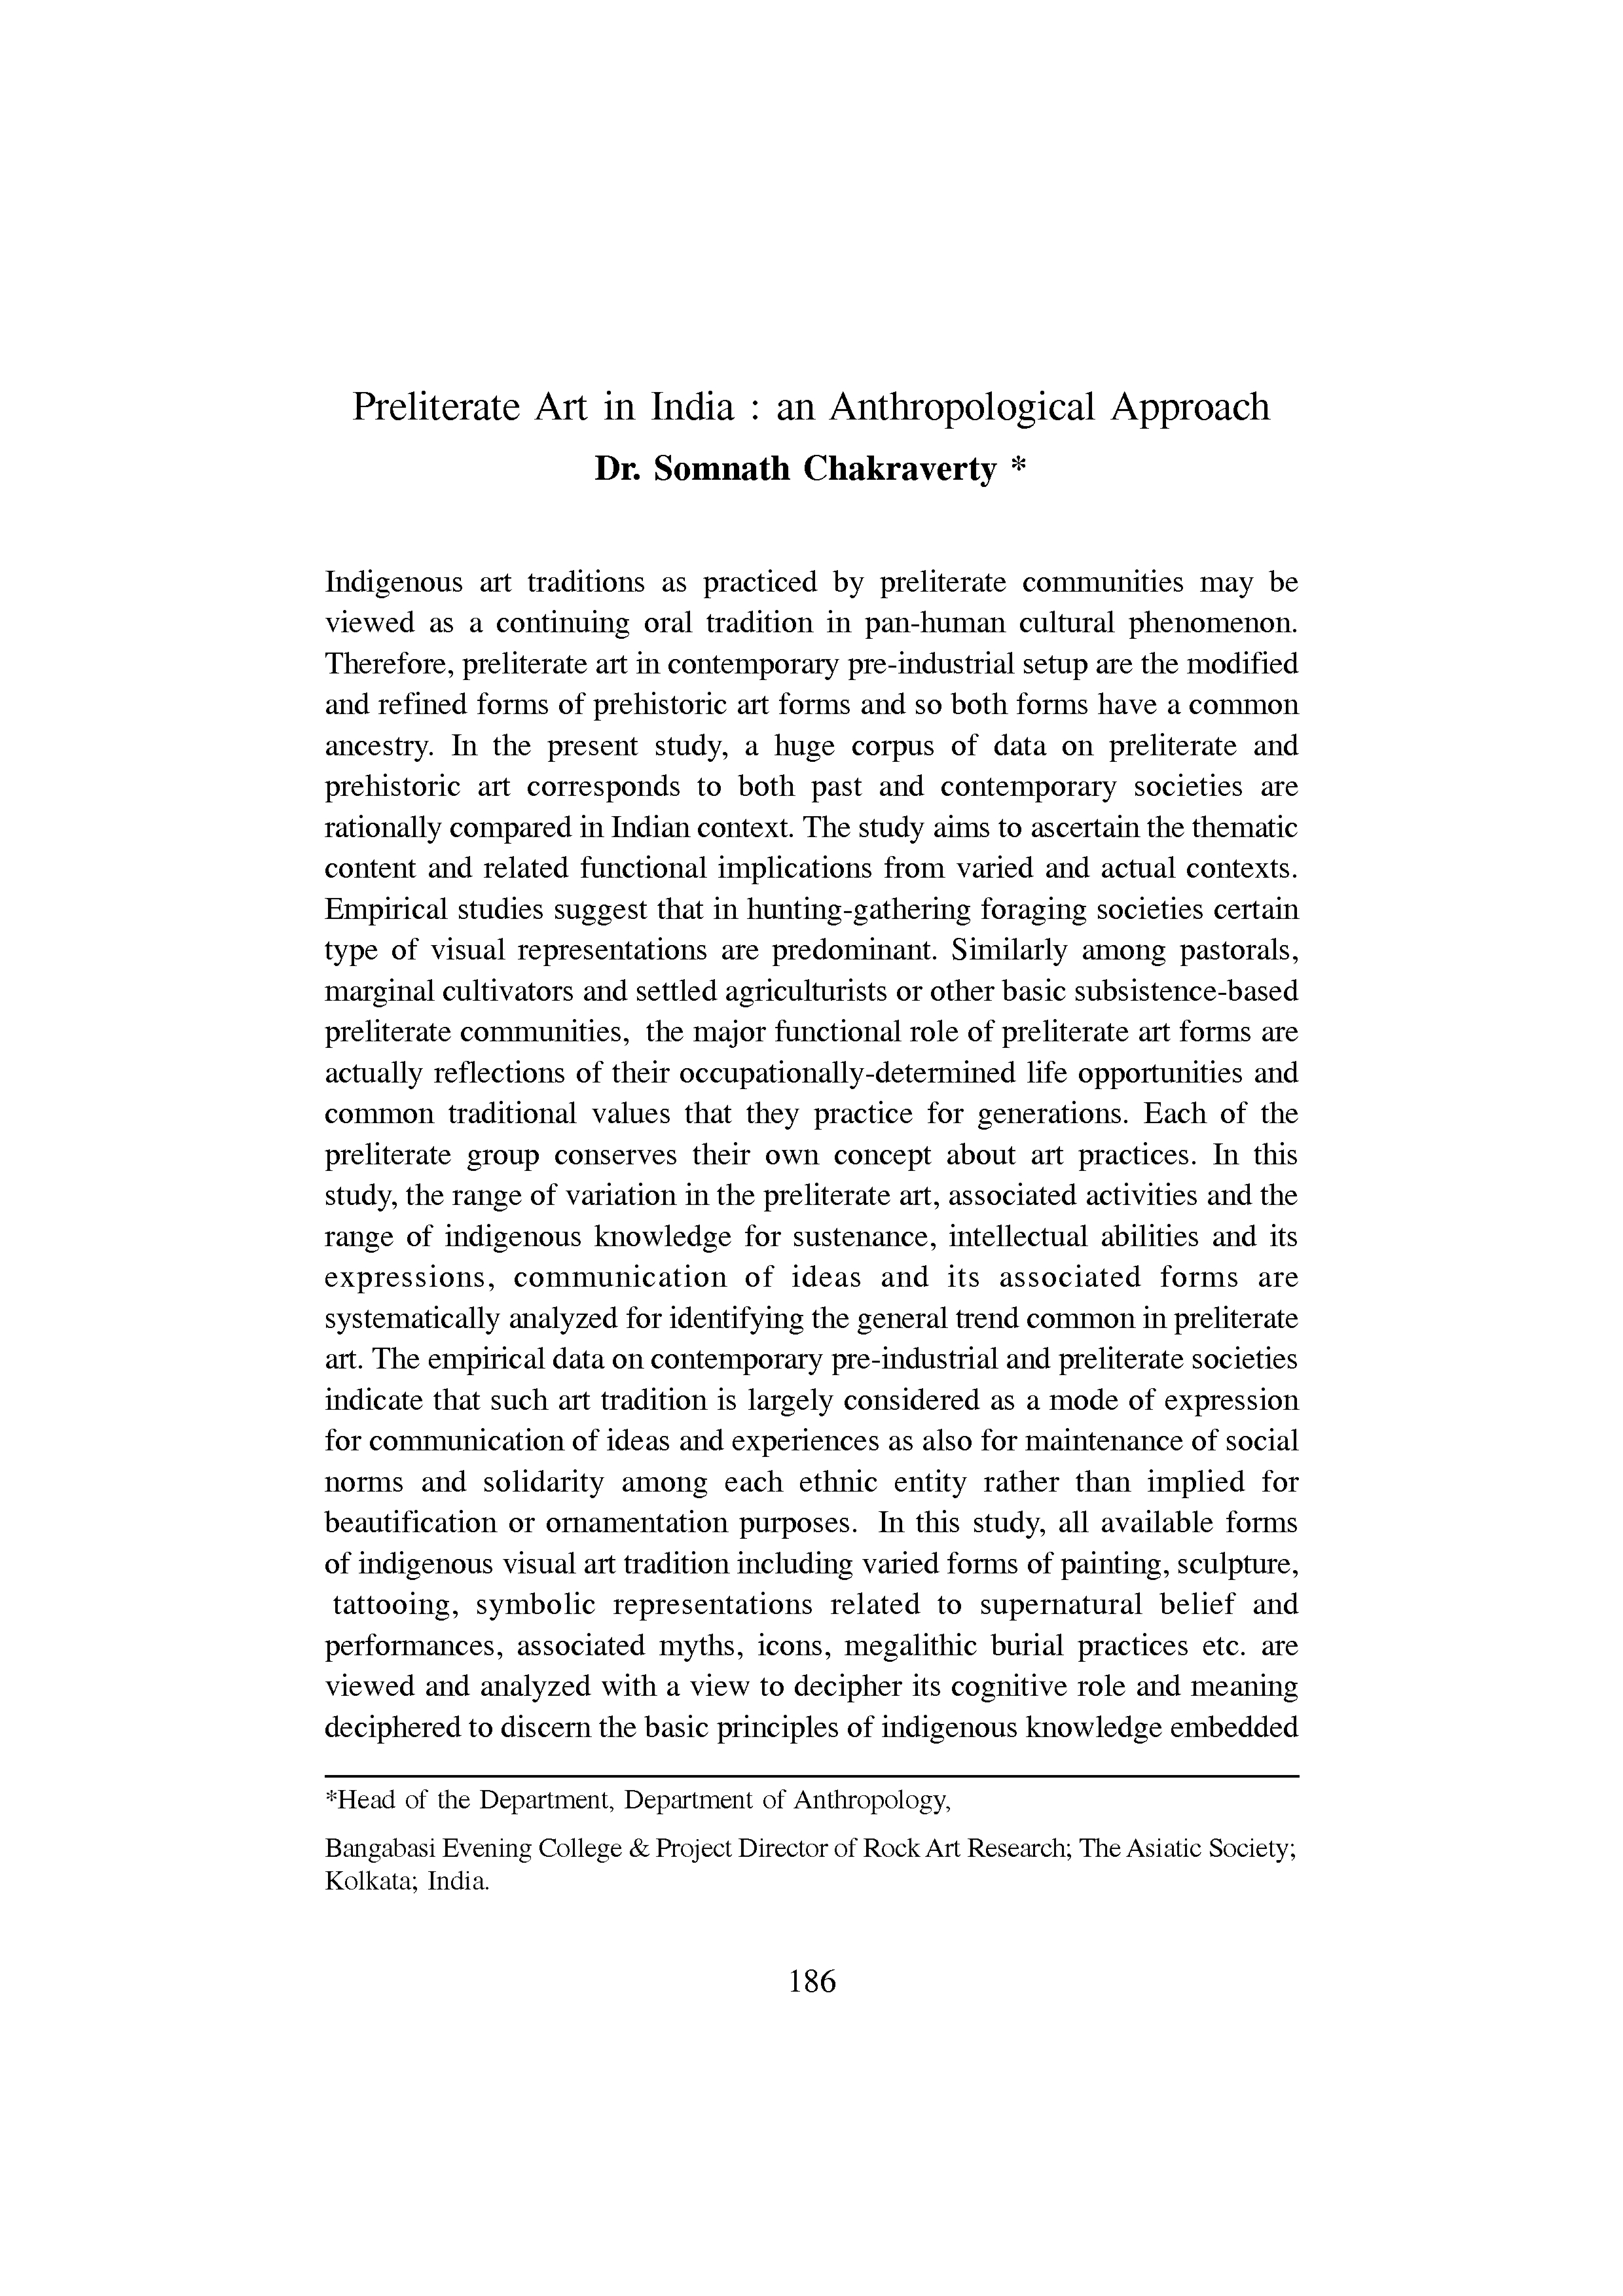 Preliterate Art in India : an Anthropological Approach
Dr. Somnath Chakraverty *
Indigenous art traditions as practiced by preliterate communities may be
viewed as a continuing oral tradition in pan-human cultural phenomenon.
Therefore, preliterate art in contemporary pre-industrial setup are the modified
and refined forms of prehistoric art forms and so both forms have a common
ancestry. In the present study, a huge corpus of data on preliterate and
prehistoric art corresponds to both past and contemporary societies are
rationally compared in Indian context. The study aims to ascertain the thematic
content and related functional implications from varied and actual contexts.
Empirical studies suggest that in hunting-gathering foraging societies certain
type of visual representations are predominant. Similarly among pastorals,
marginal cultivators and settled agriculturists or other basic subsistence-based
preliterate communities, the major functional role of preliterate art forms are
actually reflections of their occupationally-determined life opportunities and
common traditional values that they practice for generations. Each of the
preliterate group conserves their own concept about art practices. In this
study, the range of variation in the preliterate art, associated activities and the
range of indigenous knowledge for sustenance, intellectual abilities and its
expressions, communication of ideas and its associated forms are
systematically analyzed for identifying the general trend common in preliterate
art. The empirical data on contemporary pre-industrial and preliterate societies
indicate that such art tradition is largely considered as a mode of expression
for communication of ideas and experiences as also for maintenance of social
norms and solidarity among each ethnic entity rather than implied for
beautification or ornamentation purposes. In this study, all available forms
of indigenous visual art tradition including varied forms of painting, sculpture,
tattooing, symbolic representations related to supernatural belief and
performances, associated myths, icons, megalithic burial practices etc. are
viewed and analyzed with a view to decipher its cognitive role and meaning
deciphered to discern the basic principles of indigenous knowledge embedded
*Head of the Department, Department of Anthropology,
Bangabasi Evening College & Project Director of Rock Art Research; The Asiatic Society;
Kolkata; India.
186